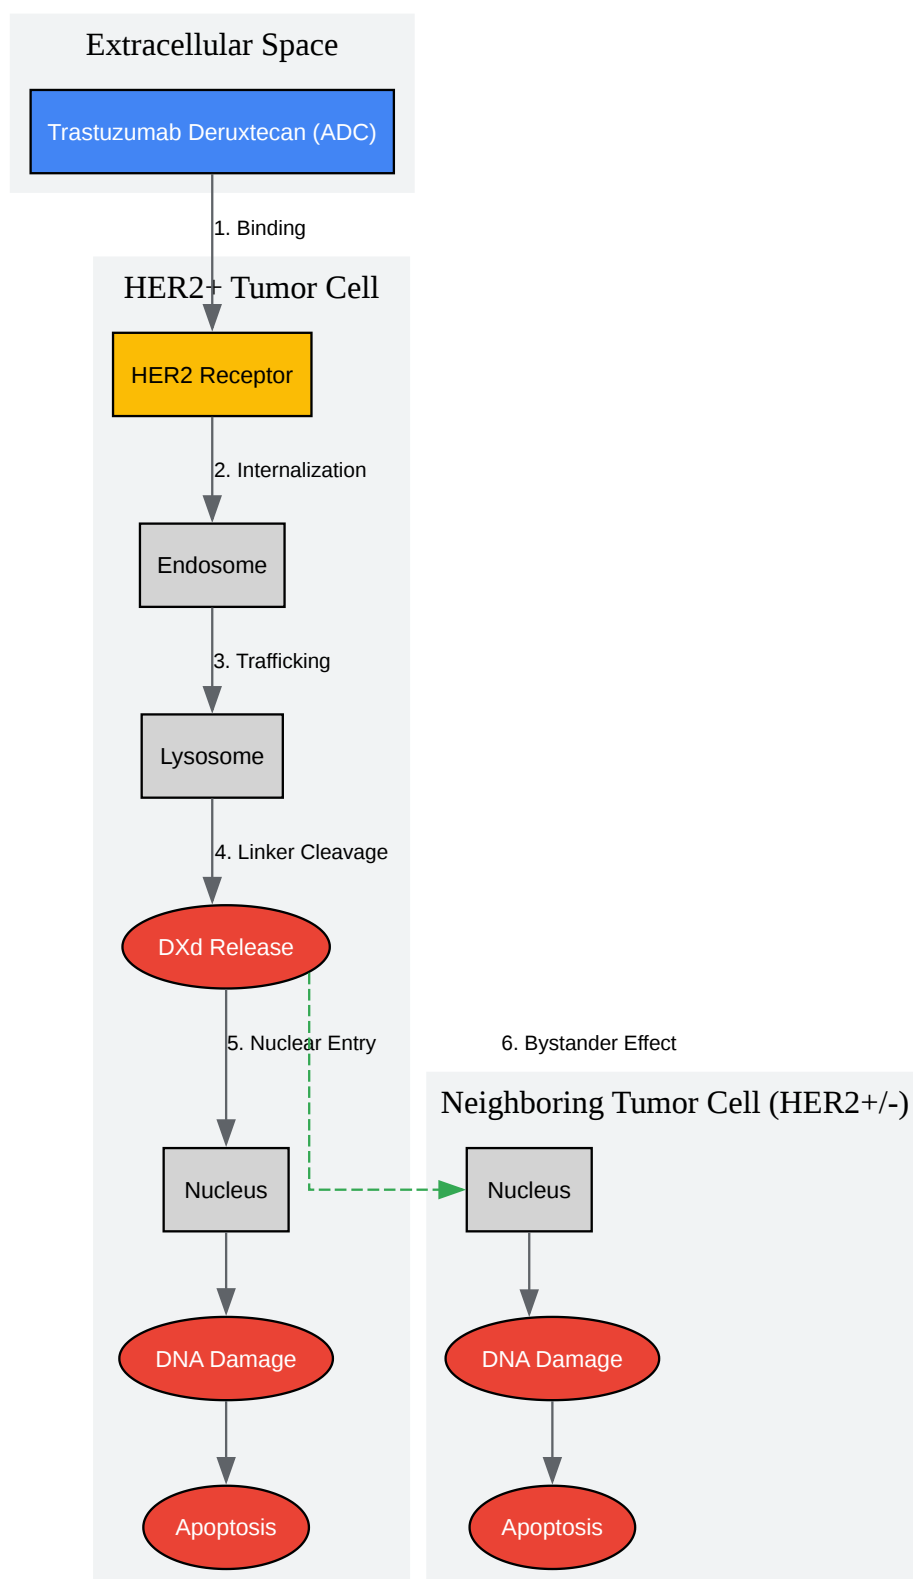 Extracellular Space
Trastuzumab Deruxtecan (ADC)
1. Binding
HER2+ Tumor Cell
HER2 Receptor
2. Internalization
Endosome
3. Trafficking
Lysosome
4. Linker Cleavage
DXd Release
5. Nuclear Entry
6. Bystander Effect
Neighboring Tumor Cell (HER2+/-)
Nucleus
Nucleus
DNA Damage
DNA Damage
Apoptosis
Apoptosis